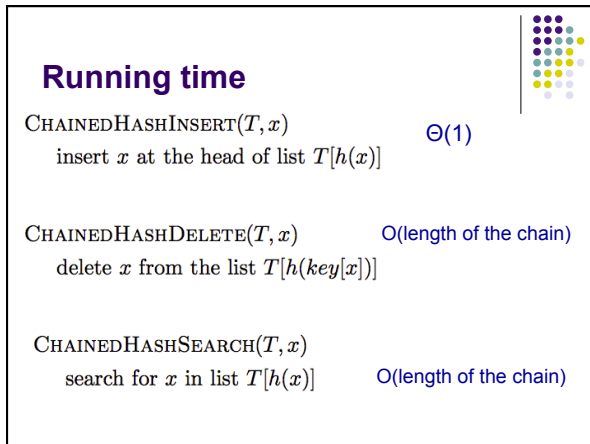 Running time
CHAINEDHASHINSERT(T, x) Θ(1)
insert x at the head of list T[h(x)]
CHAINEDHASHDELETE(T, x) O(length of the chain)
delete x from the list T[h(key[x])]
CHAINEDHASHSEARCH(T, x)
search for x in list T[h(x)] O(length of the chain)